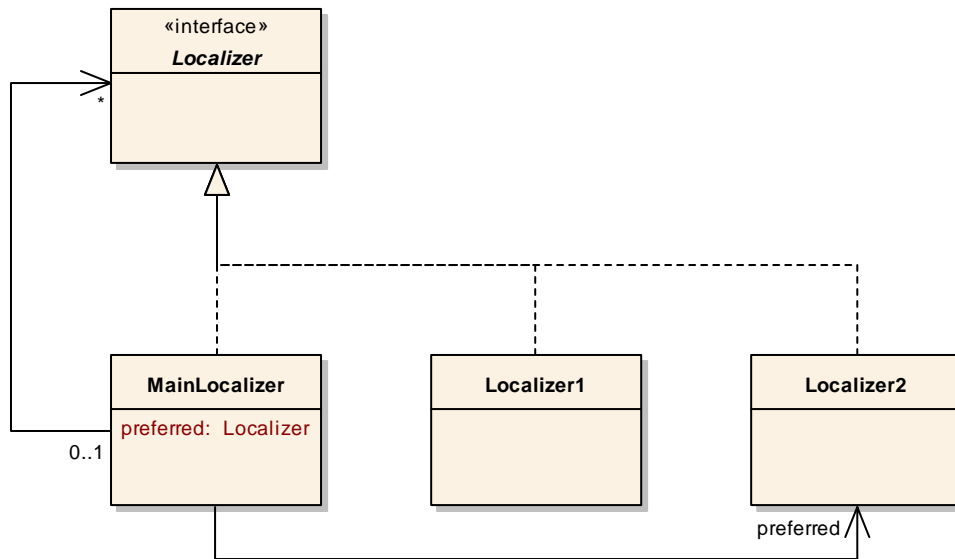 «interface»
Localizer
*
MainLocalizer
preferred: Localizer
Localizer1
Localizer2
0..1
preferred